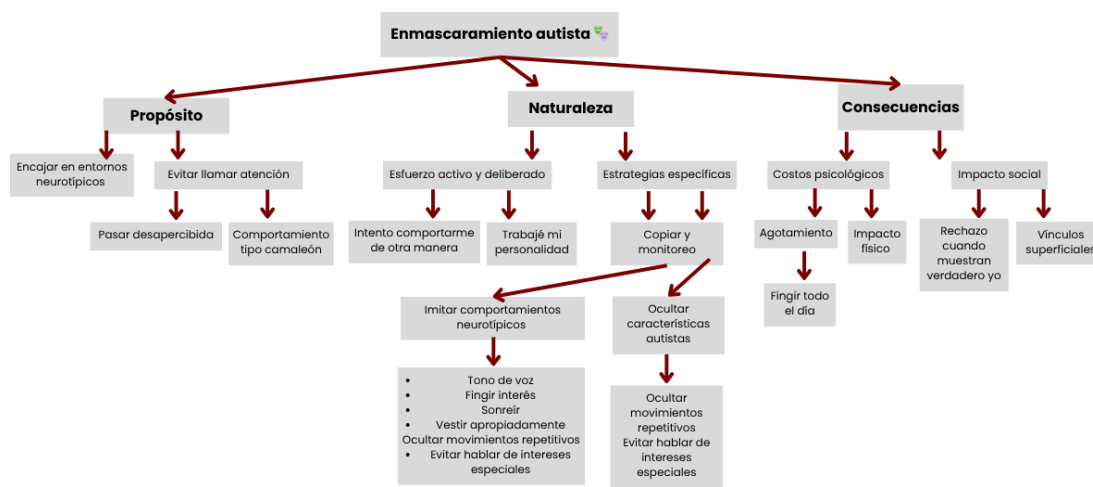 Enmascaramiento autista
Propósito
Naturaleza
Consecuencias
Encajar en entornos
neurotípicos
Evitar llamar atención
Esfuerzo activo y deliberado
Estrategias específicas
Costos psicológicos
Impacto social
Pasar desapercibida
Comportamiento
tipo camaleón
Intento comportarme
de otra manera
Trabajé mi
personalidad
Copiar y
monitoreo
Agotamiento
Impacto
físico
Rechazo
cuando
muestran
verdadero yo
Vínculos
superficiales
Fingir todo
el día
Imitar comportamientos
neurotípicos
Ocultar
características
autistas
• Tono de voz
• Fingir interés
• Sonreír
• Vestir apropiadamente
Ocultar movimientos repetitivos
• Evitar hablar de intereses
especiales
Ocultar
movimientos
repetitivos
Evitar hablar de
intereses
especiales